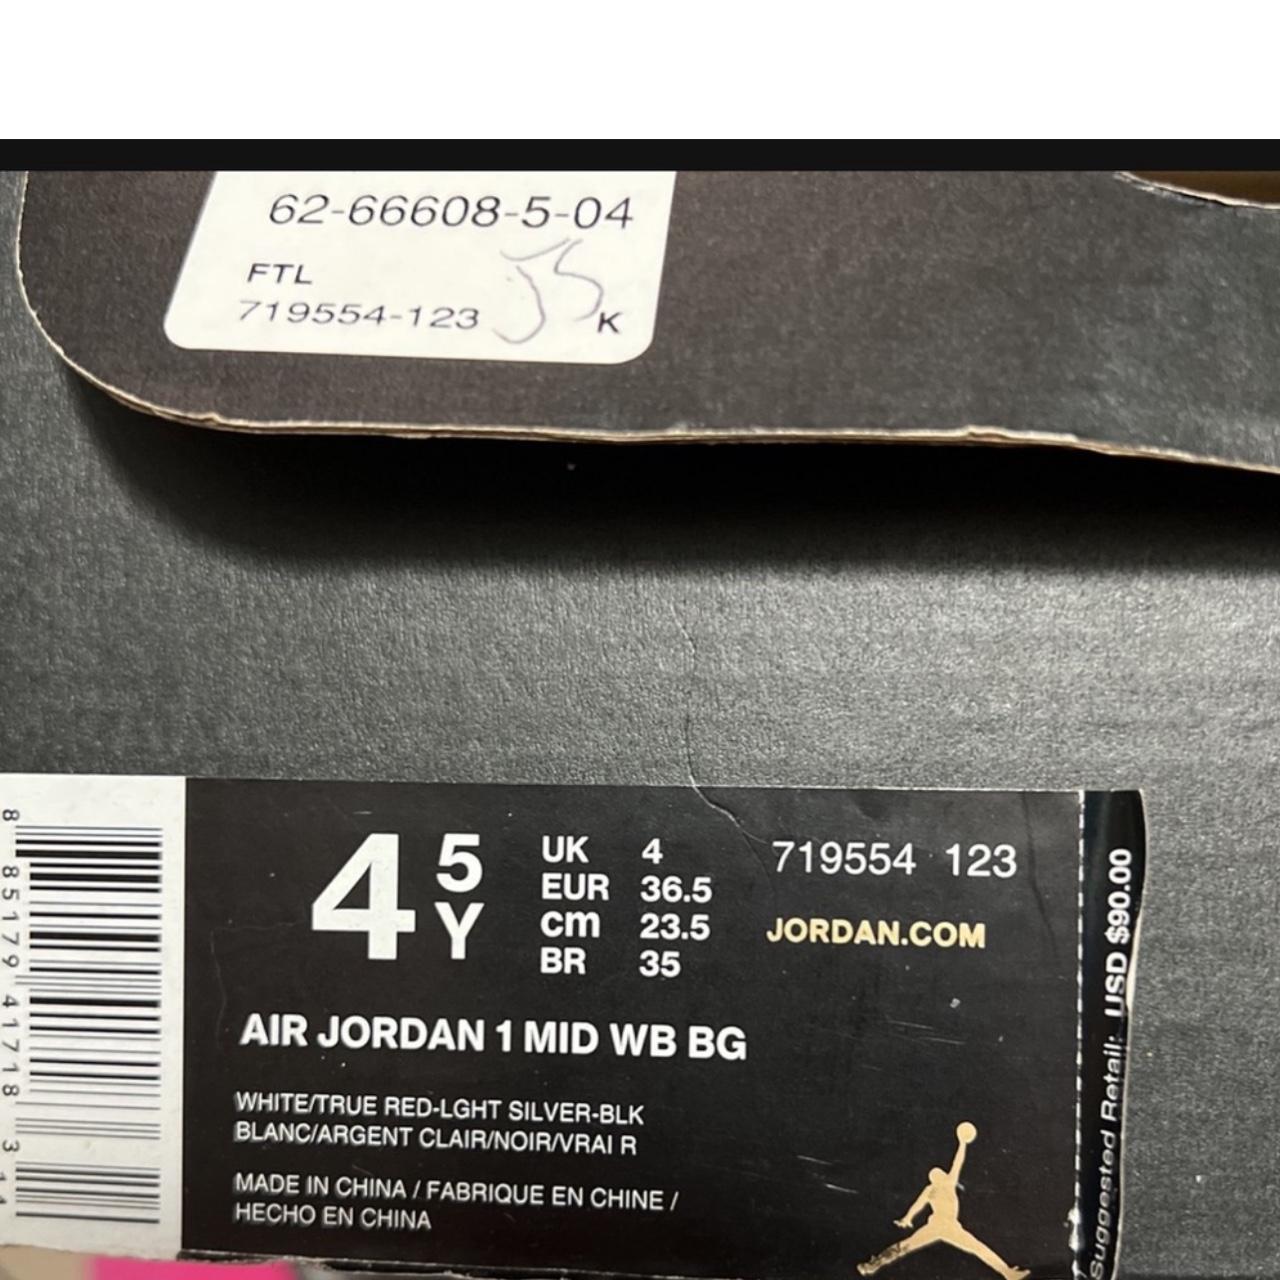 62-66608-5-04
FTL
719554-123
K
4 5 Y
UK 4
EUR 36.5
cm 23.5
BR 35
719554 123
JORDAN.COM
AIR JORDAN 1 MID WB BG
WHITE/TRUE RED-LGHT SILVER-BLK
BLANC/ARGENT CLAIR/NOIR/VRAI R
MADE IN CHINA / FABRIQUE EN CHINE /
HECHO EN CHINA
Suggested Retail: USD $90.00
8 85179 41718 3